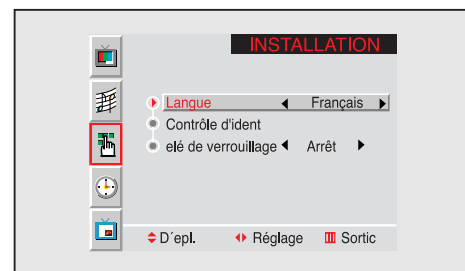 INSTALLATION
Langue Français
Contrôle d'ident
elé de verrouillage Arrêt
D´epl. Réglage Sortic